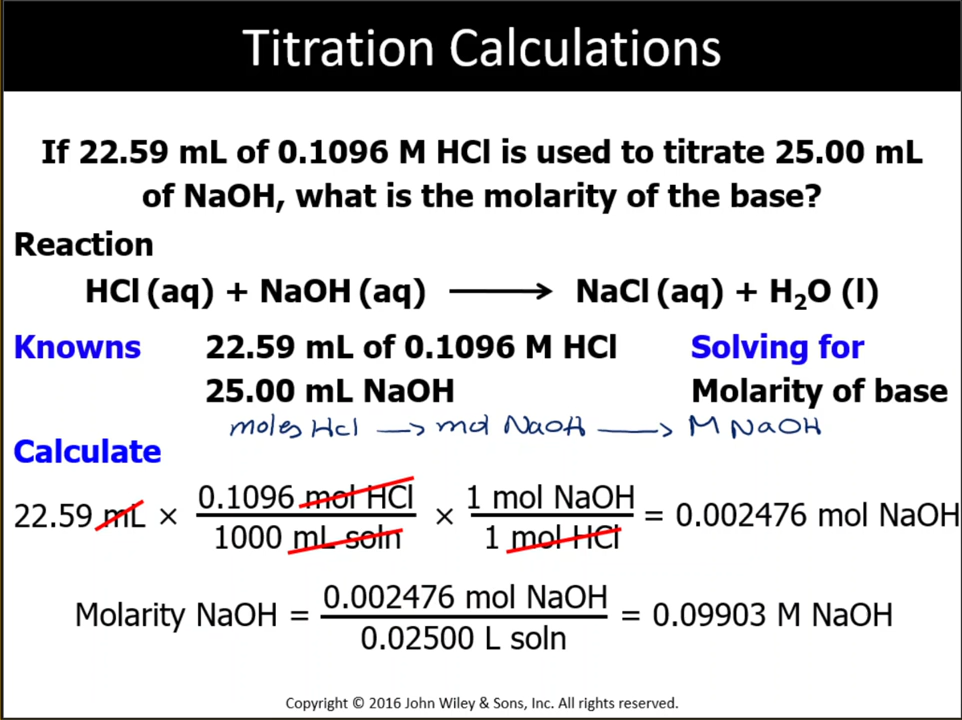 Titration Calculations
If 22.59 mL of 0.1096 M HCl is used to titrate 25.00 mL
of NaOH, what is the molarity of the base?
Reaction
HCl (aq) + NaOH (aq) ⟶ NaCl (aq) + H₂O (l)
Knowns 22.59 mL of 0.1096 M HCl Solving for
25.00 mL NaOH Molarity of base
moles Hcl → mol NaOH → M NaOH
Calculate
22.59 mL × 0.1096 mol HCl / 1000 mL soln × 1 mol NaOH / 1 mol HCl = 0.002476 mol NaOH
Molarity NaOH = 0.002476 mol NaOH / 0.02500 L soln = 0.09903 M NaOH
Copyright © 2016 John Wiley & Sons, Inc. All rights reserved.